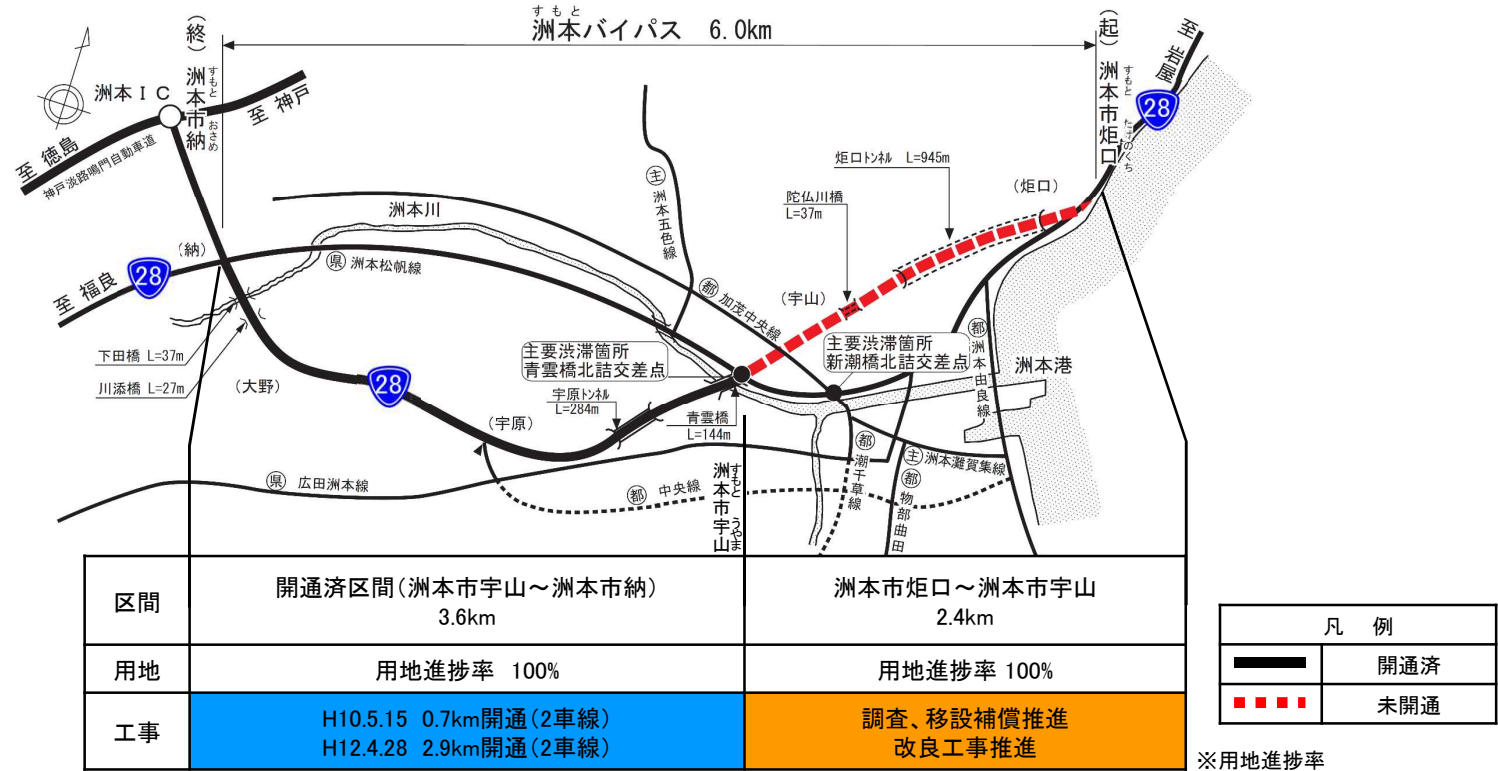 すもと
洲本バイパス 6.0km
(終)洲本市納
すもと おさめ
(起)洲本市炬口
すもと たけのくち
至 岩屋
28
洲本IC
至 神戸
至 徳島
神戸淡路鳴門自動車道
洲本川
㊤洲本五色線
炬口トンネル L=945m
陀仏川橋
L=37m
(炬口)
(納)
28
至 福良
㊩洲本松帆線
(宇山)
都 加茂中央線
下田橋 L=37m
川添橋 L=27m
(大野)
28
主要渋滞箇所
青雲橋北詰交差点
主要渋滞箇所
新潮橋北詰交差点
都 洲本由良線
洲本港
宇原トンネル
L=284m
(宇原)
青雲橋
L=144m
県 広田洲本線
都 中央線
洲本市宇山
すもと うやま
都 潮千草線
主 洲本灘賀集線
都 物部曲田
区間
開通済区間(洲本市宇山～洲本市納)
3.6km
洲本市炬口～洲本市宇山
2.4km
用地
用地進捗率 100%
用地進捗率 100%
工事
H10.5.15 0.7km開通(2車線)
H12.4.28 2.9km開通(2車線)
調査、移設補償推進
改良工事推進
凡 例
開通済
未開通
※用地進捗率